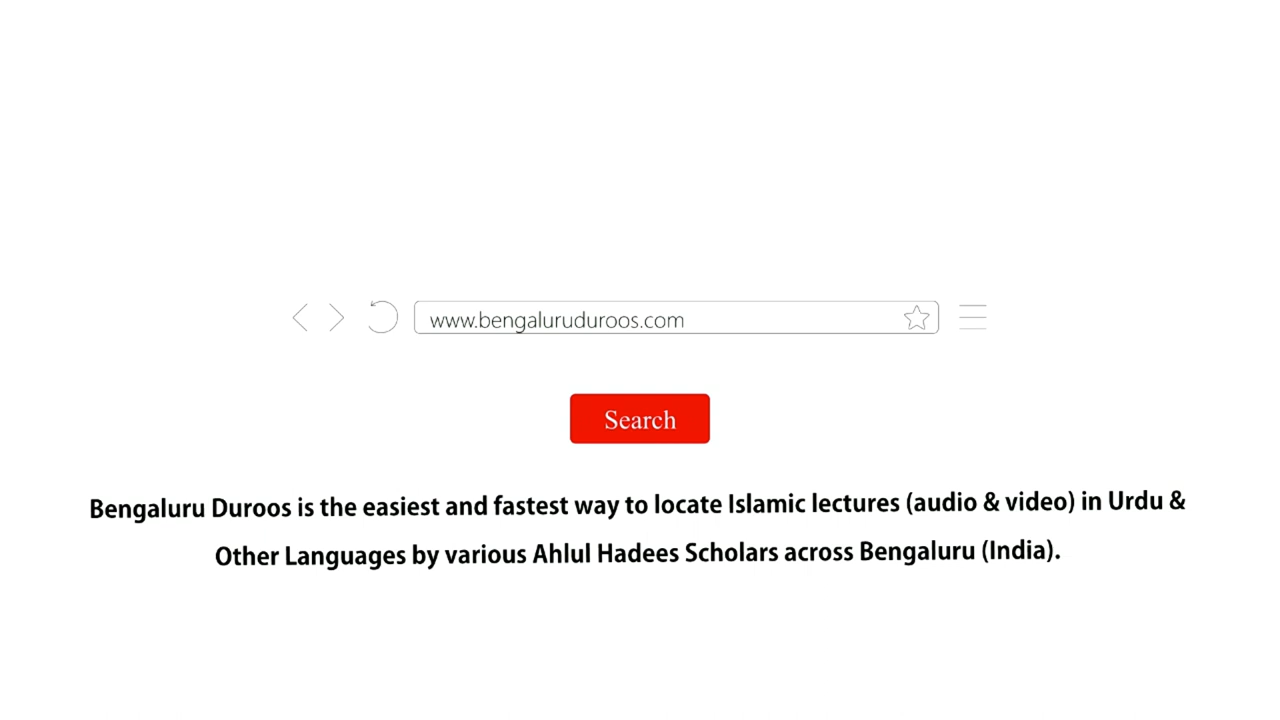 www.bengaluruduroos.com
Search
Bengaluru Duroos is the easiest and fastest way to locate Islamic lectures (audio & video) in Urdu &
Other Languages by various Ahlul Hadees Scholars across Bengaluru (India).